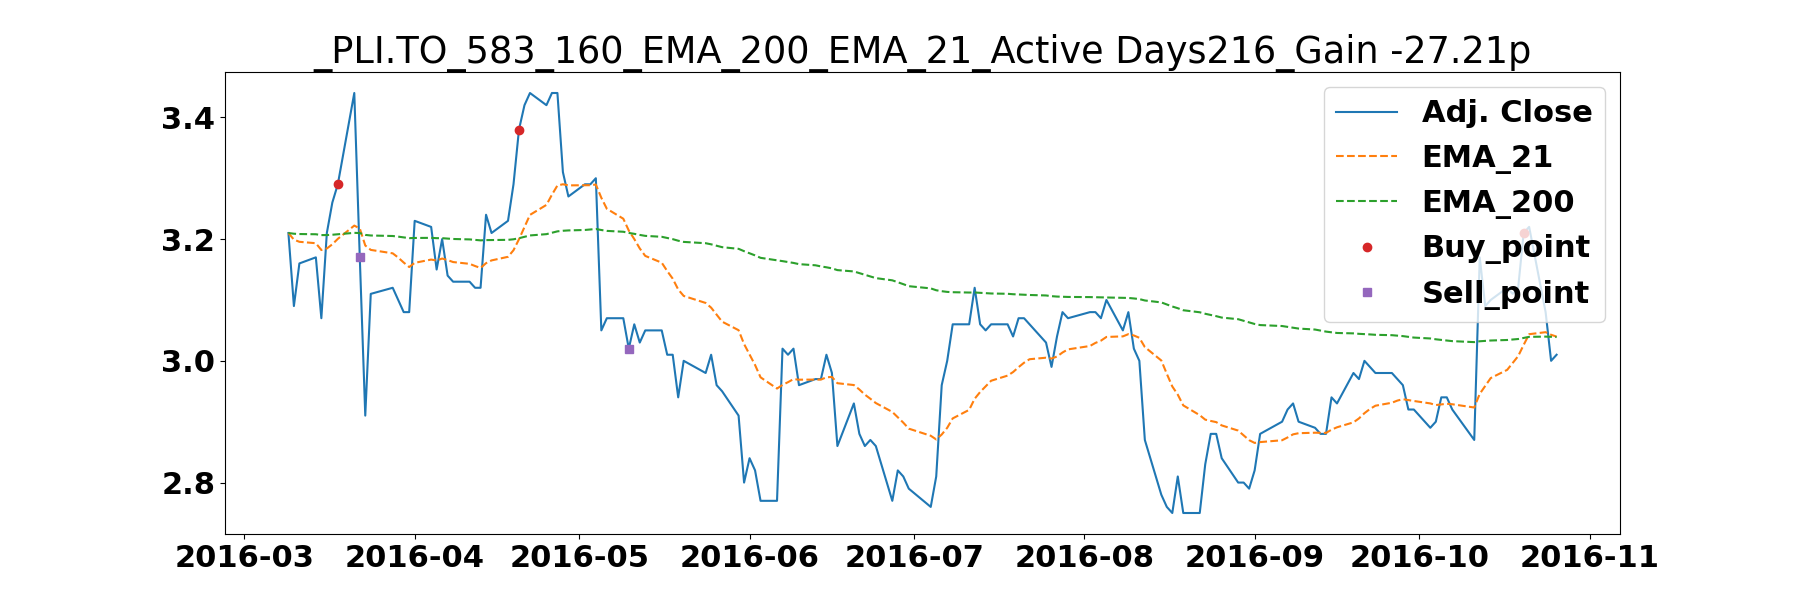 _PLI.TO_583_160_EMA_200_EMA_21_Active Days216_Gain -27.21p
3.4
3.2
3.0
2.8
Adj. Close
EMA_21
EMA_200
Buy_point
Sell_point
2016-03 2016-04 2016-05 2016-06 2016-07 2016-08 2016-09 2016-10 2016-11